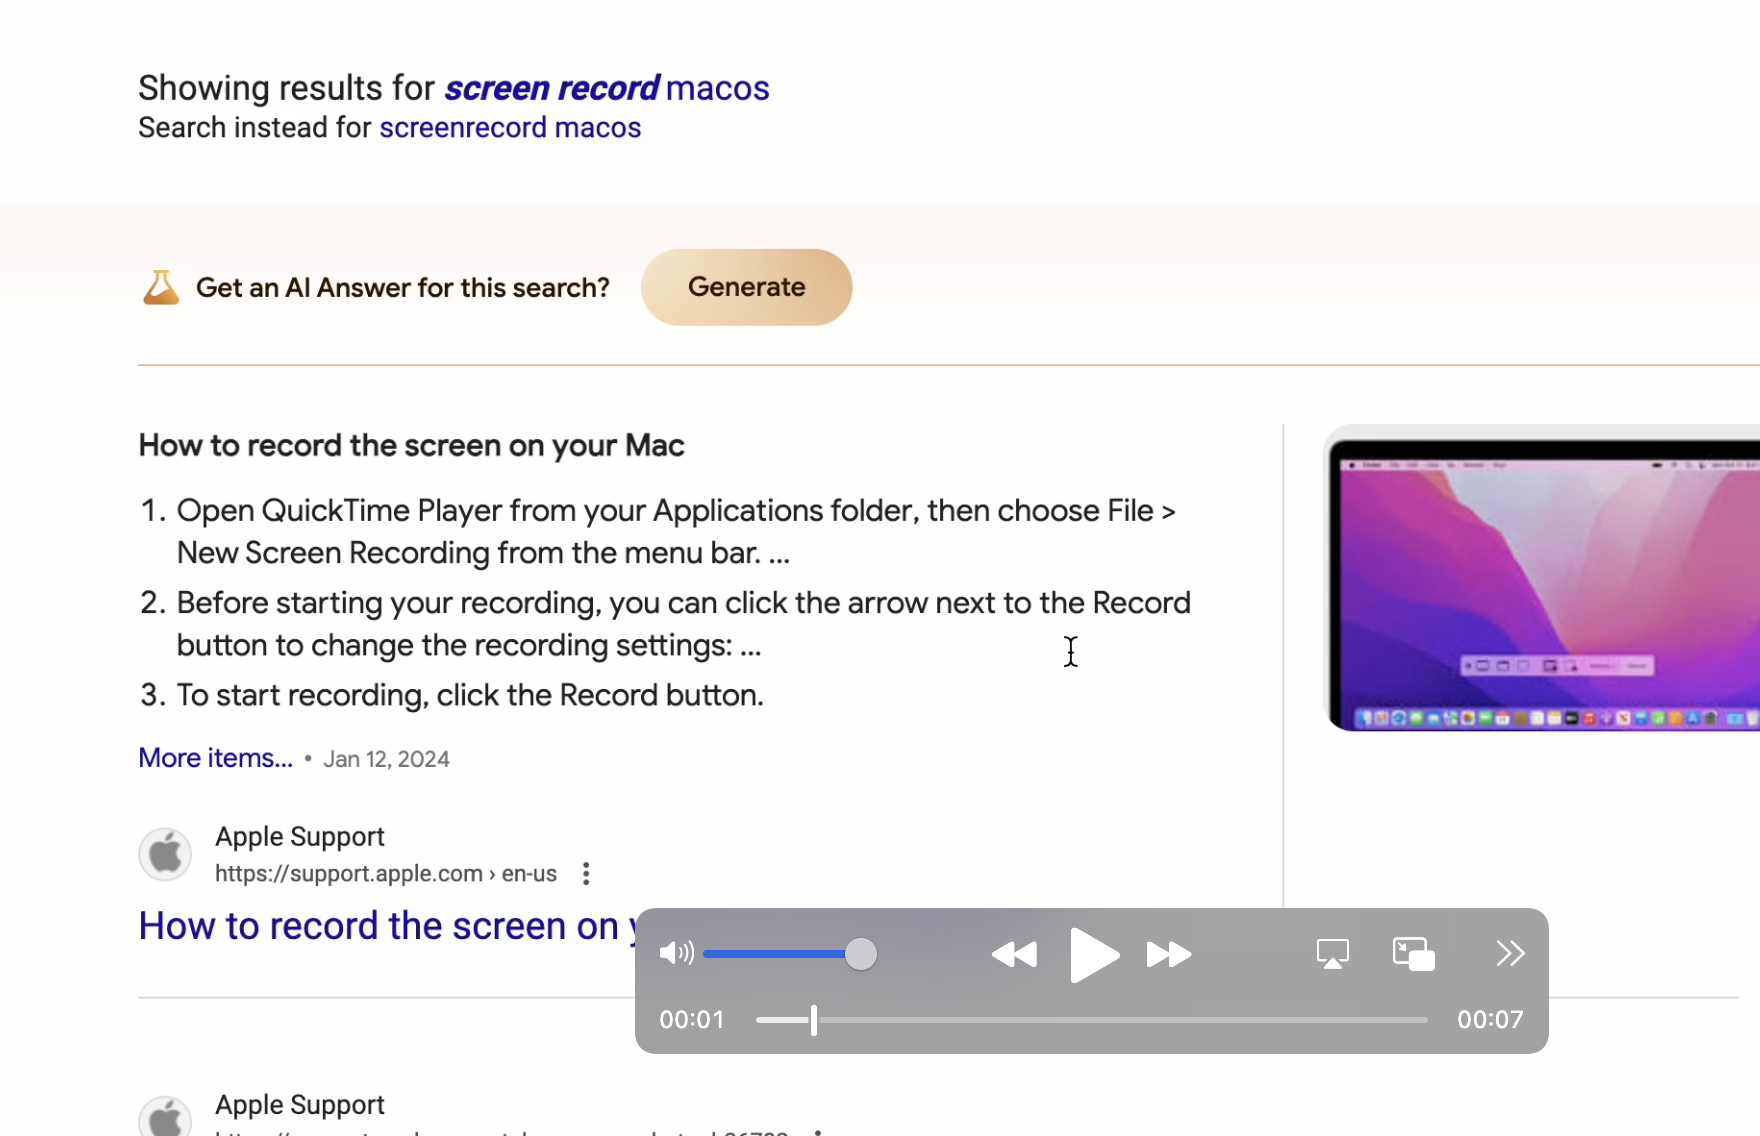 Showing results for screen record macos
Search instead for screenrecord macos
Get an AI Answer for this search?
Generate
How to record the screen on your Mac
1. Open QuickTime Player from your Applications folder, then choose File >
New Screen Recording from the menu bar. ...
2. Before starting your recording, you can click the arrow next to the Record
button to change the recording settings: ...
3. To start recording, click the Record button.
More items... • Jan 12, 2024
Apple Support
https://support.apple.com › en-us
How to record the screen on
00:01
00:07
Apple Support